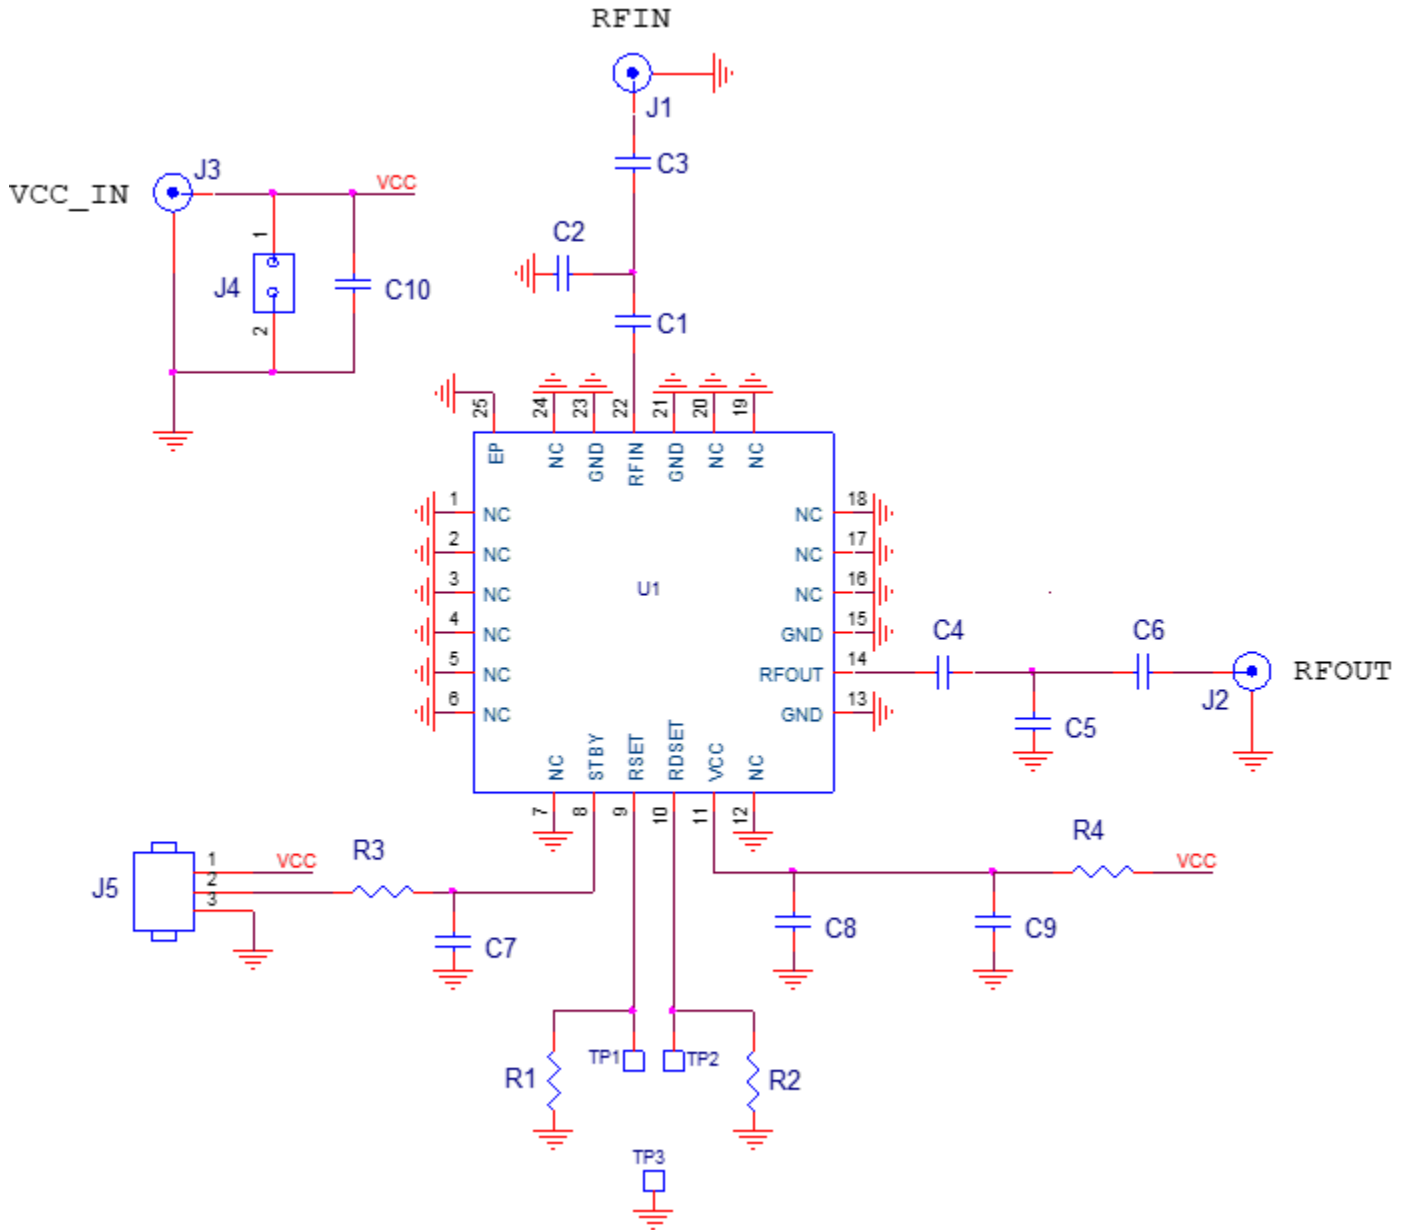 RFIN
J1
C3
J3
VCC_IN
VCC
1
J4
2
C10
C2
C1
25
24
23
22
21
20
19
EP
NC
GND
RFIN
GND
NC
NC
1 NC
2 NC
3 NC
4 NC
5 NC
6 NC
U1
NC 18
NC 17
NC 16
GND 15
RFOUT 14
GND 13
C4
C6
J2
RFOUT
C5
NC
STBY
RSET
RDSET
VCC
NC
7
8
9
10
11
12
J5
1
2
3
VCC
R3
C7
R4
VCC
C8
C9
R1
TP1
TP2
R2
TP3